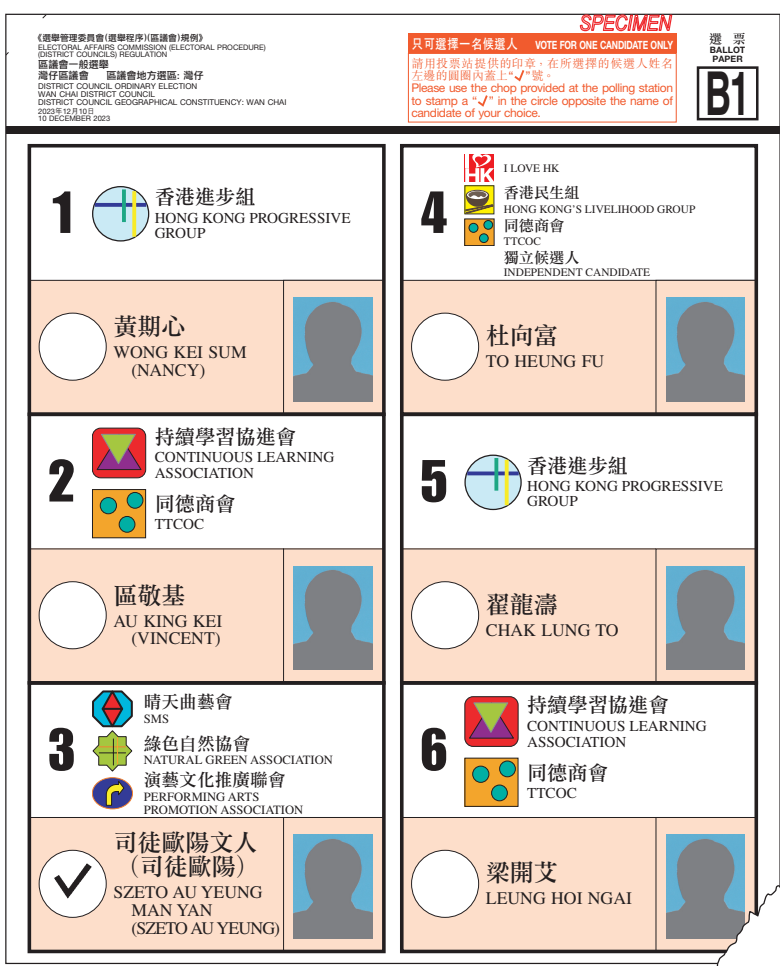 《選舉管理委員會(選舉程序)(區議會)規例》
ELECTORAL AFFAIRS COMMISSION (ELECTORAL PROCEDURE)
(DISTRICT COUNCILS) REGULATION
區議會一般選舉
灣仔區議會 區議會地方選區: 灣仔
DISTRICT COUNCIL ORDINARY ELECTION
WAN CHAI DISTRICT COUNCIL
DISTRICT COUNCIL GEOGRAPHICAL CONSTITUENCY: WAN CHAI
2023年12月10日
10 DECEMBER 2023
SPECIMEN
只可選擇一名候選人 VOTE FOR ONE CANDIDATE ONLY
請用投票站提供的印章，在所選擇的候選人姓名
左邊的圓圈內蓋上“✓”號。
Please use the chop provided at the polling station
to stamp a “✓” in the circle opposite the name of
candidate of your choice.
選票
BALLOT
PAPER
B1
1
香港進步組
HONG KONG PROGRESSIVE
GROUP
黃期心
WONG KEI SUM
(NANCY)
2
持續學習協進會
CONTINUOUS LEARNING
ASSOCIATION
同德商會
TTCOC
區敬基
AU KING KEI
(VINCENT)
3
晴天曲藝會
SMS
綠色自然協會
NATURAL GREEN ASSOCIATION
演藝文化推廣聯會
PERFORMING ARTS
PROMOTION ASSOCIATION
✓
司徒歐陽文人
(司徒歐陽)
SZETO AU YEUNG
MAN YAN
(SZETO AU YEUNG)
4
HK
I LOVE HK
香港民生組
HONG KONG'S LIVELIHOOD GROUP
同德商會
TTCOC
獨立候選人
INDEPENDENT CANDIDATE
杜向富
TO HEUNG FU
5
香港進步組
HONG KONG PROGRESSIVE
GROUP
翟龍濤
CHAK LUNG TO
6
持續學習協進會
CONTINUOUS LEARNING
ASSOCIATION
同德商會
TTCOC
梁開艾
LEUNG HOI NGAI